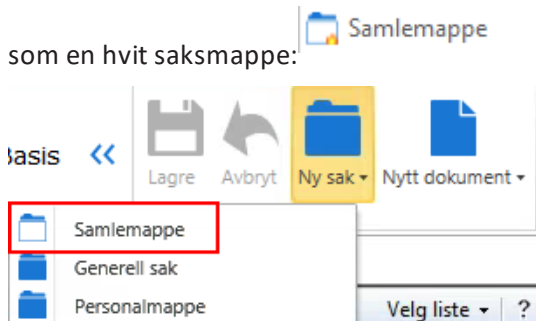 Samlemappe
som en hvit saksmappe:
Basis
Lagre Avbryt Ny sak Nytt dokument
Samlemappe
Generell sak
Personalmappe
Velg liste ?